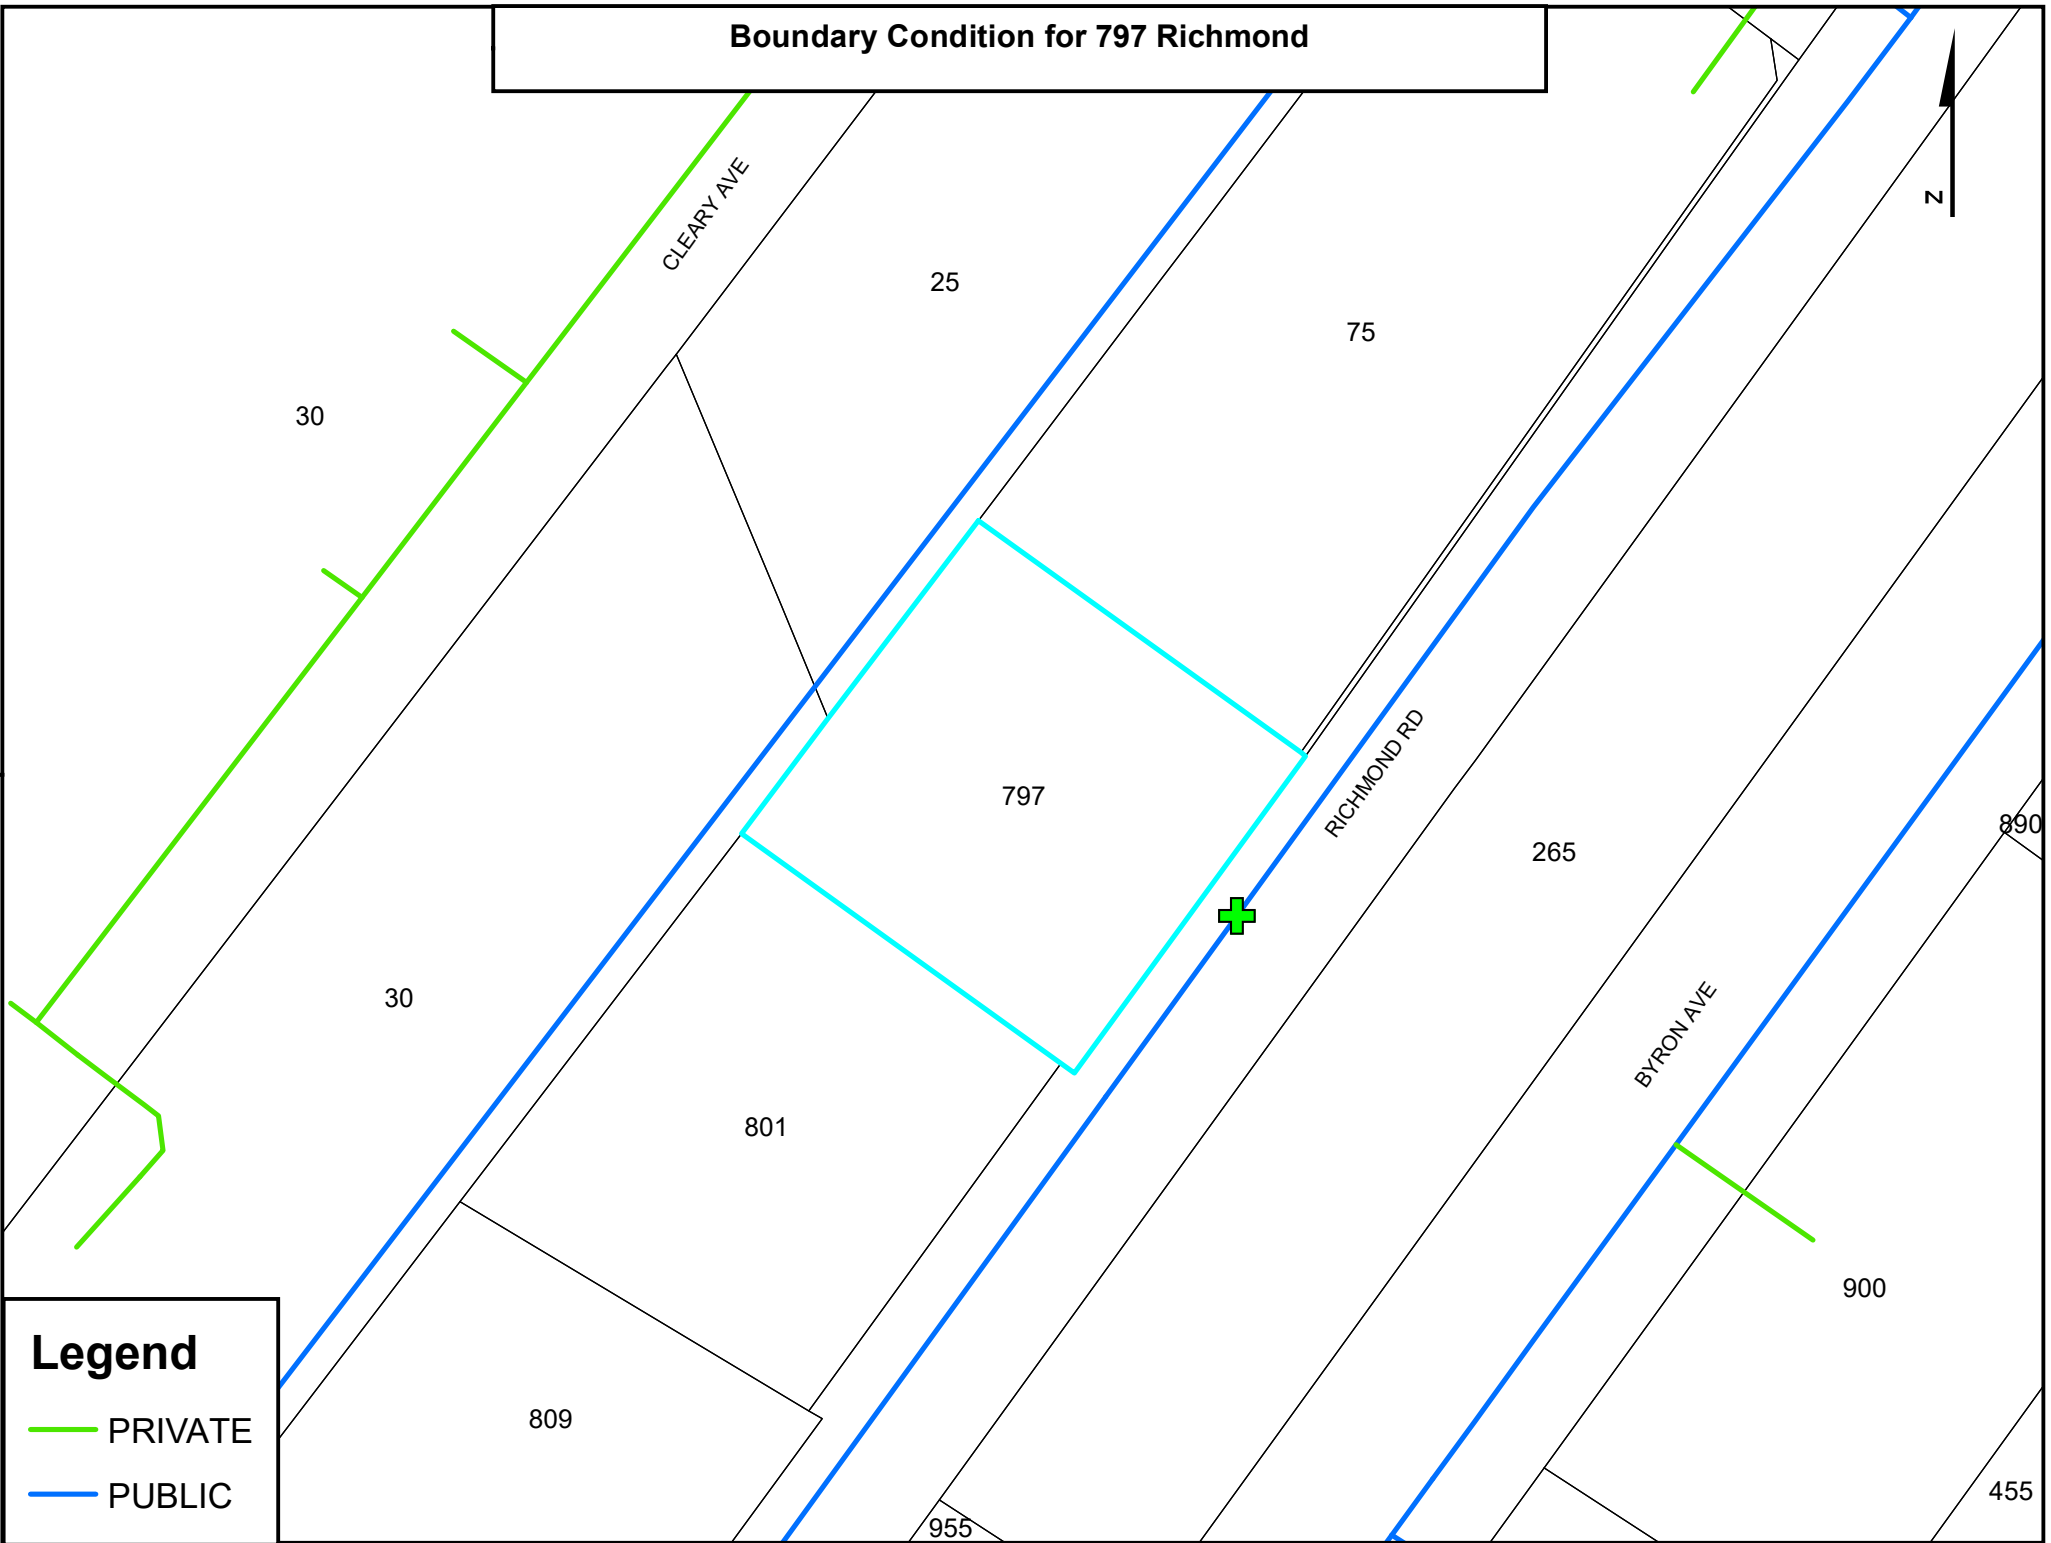 Boundary Condition for 797 Richmond
CLEARY AVE
Z
25
75
30
797
RICHMOND RD
265
890
30
BYRON AVE
801
900
Legend
PRIVATE
PUBLIC
809
455
955